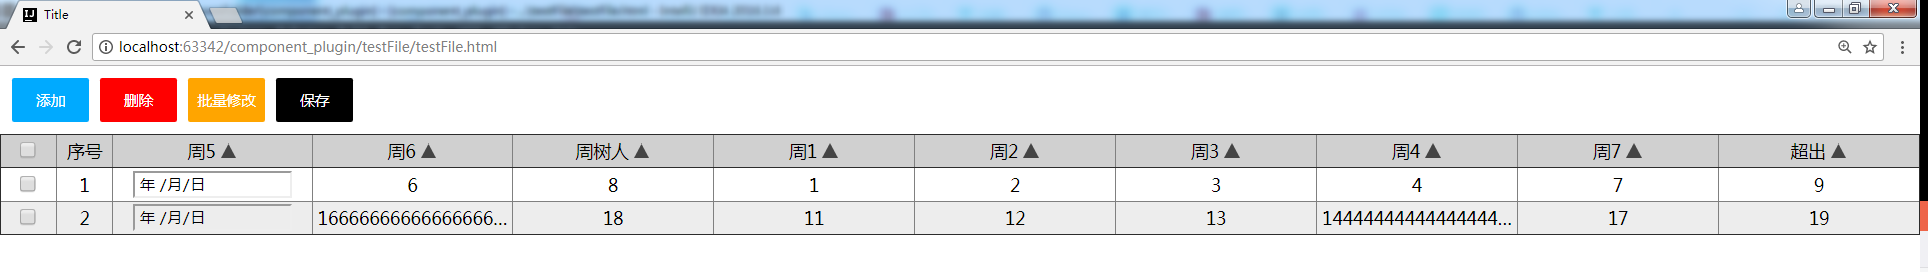 Title
localhost:63342/component_plugin/testFile/testFile.html
添加 删除 批量修改 保存
序号 周5 ▲ 周6 ▲ 周树人 ▲ 周1 ▲ 周2 ▲ 周3 ▲ 周4 ▲ 周7 ▲ 超出 ▲
1 年 /月/日 6 8 1 2 3 4 7 9
2 年 /月/日 16666666666666666... 18 11 12 13 14444444444444444... 17 19